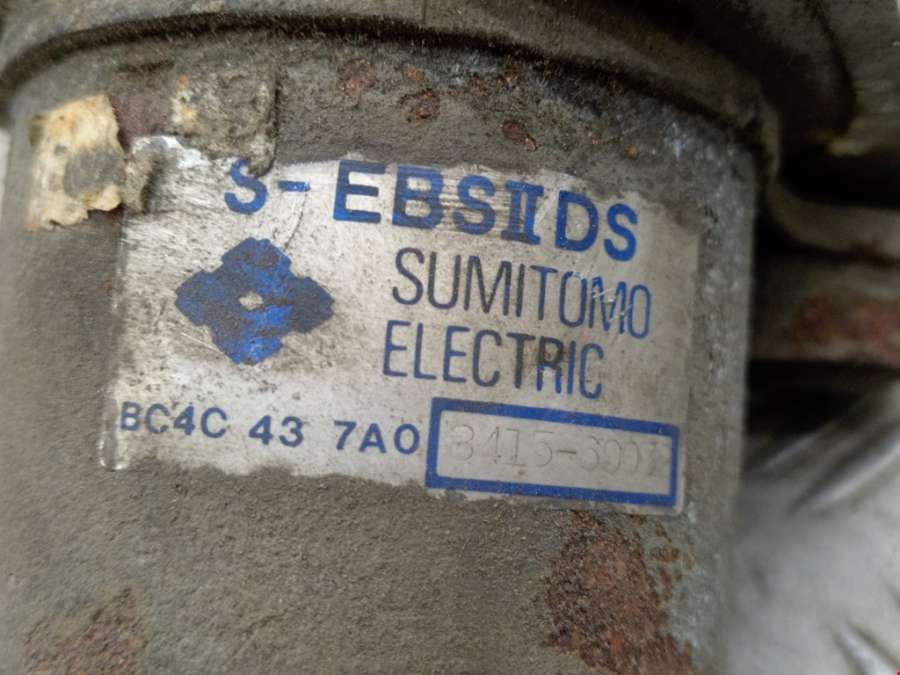 S-EBSⅡDS
SUMITOMO
ELECTRIC
BC4C 43 7A0